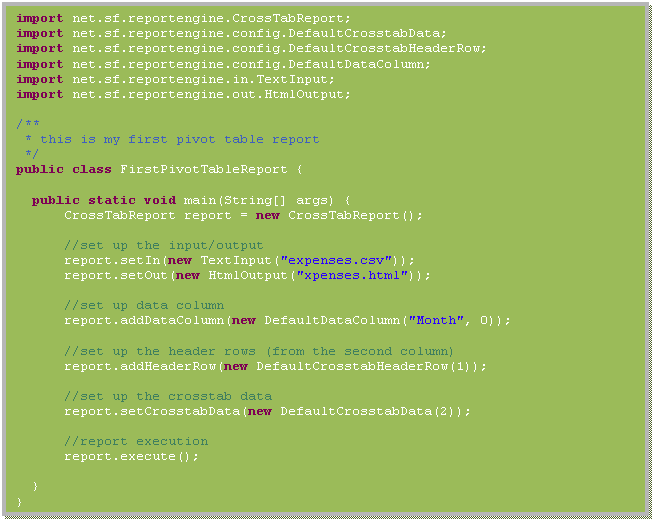 import net.sf.reportengine.CrossTabReport;
import net.sf.reportengine.config.DefaultCrosstabData;
import net.sf.reportengine.config.DefaultCrosstabHeaderRow;
import net.sf.reportengine.config.DefaultDataColumn;
import net.sf.reportengine.in.TextInput;
import net.sf.reportengine.out.HtmlOutput;
/**
* this is my first pivot table report
*/
public class FirstPivotTableReport {
public static void main(String[] args) {
CrossTabReport report = new CrossTabReport();
//set up the input/output
report.setIn(new TextInput("expenses.csv"));
report.setOut(new HtmlOutput("xpenses.html"));
//set up data column
report.addDataColumn(new DefaultDataColumn("Month", 0));
//set up the header rows (from the second column)
report.addHeaderRow(new DefaultCrosstabHeaderRow(1));
//set up the crosstab data
report.setCrosstabData(new DefaultCrosstabData(2));
//report execution
report.execute();
}
}